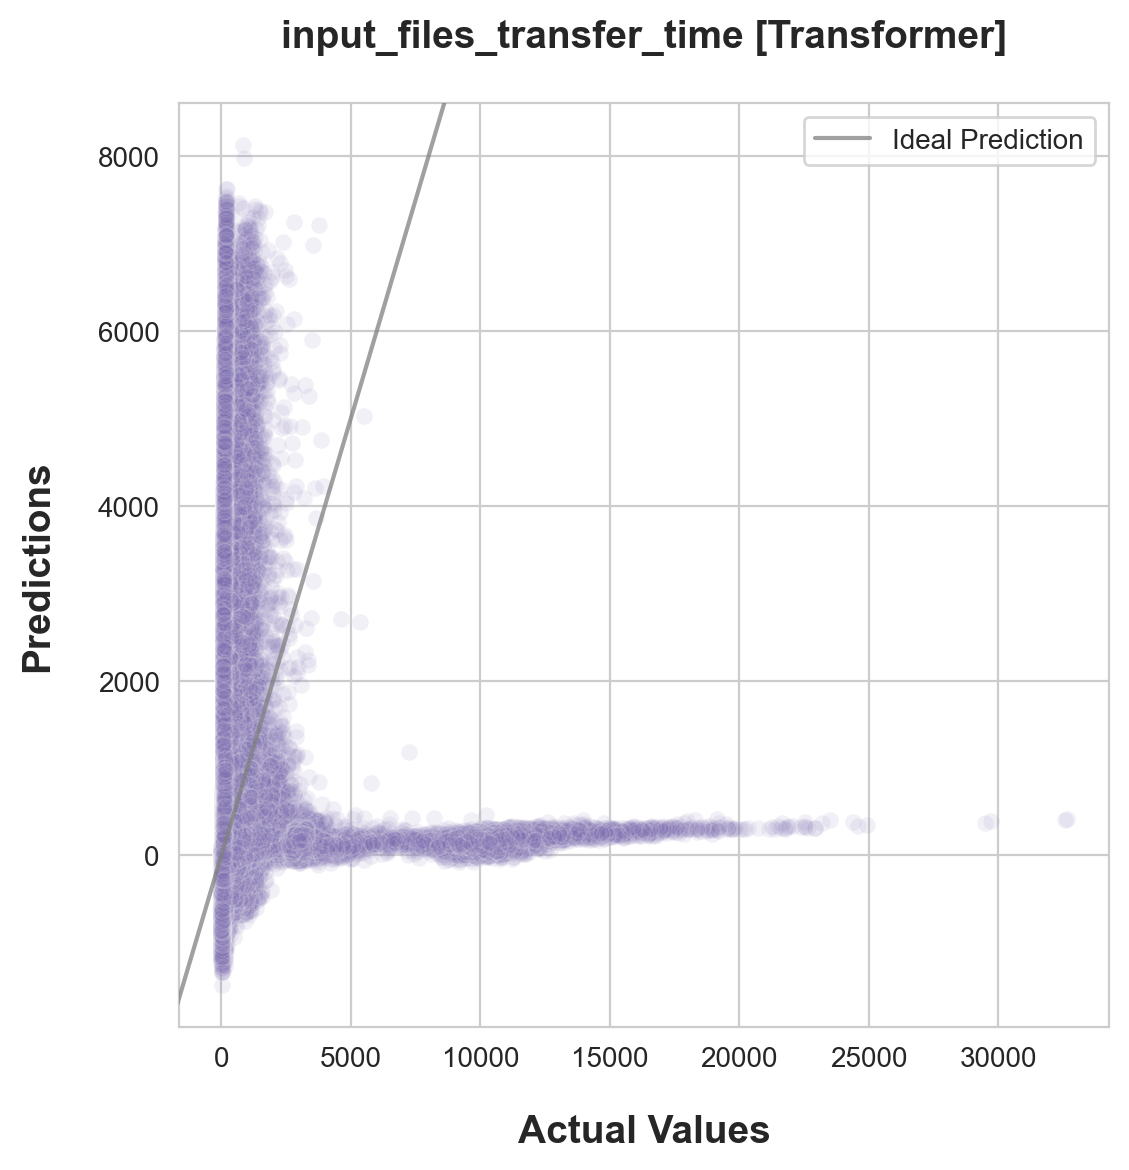 input_files_transfer_time [Transformer]
Ideal Prediction
8000
6000
4000
2000
0
Predictions
0 5000 10000 15000 20000 25000 30000
Actual Values